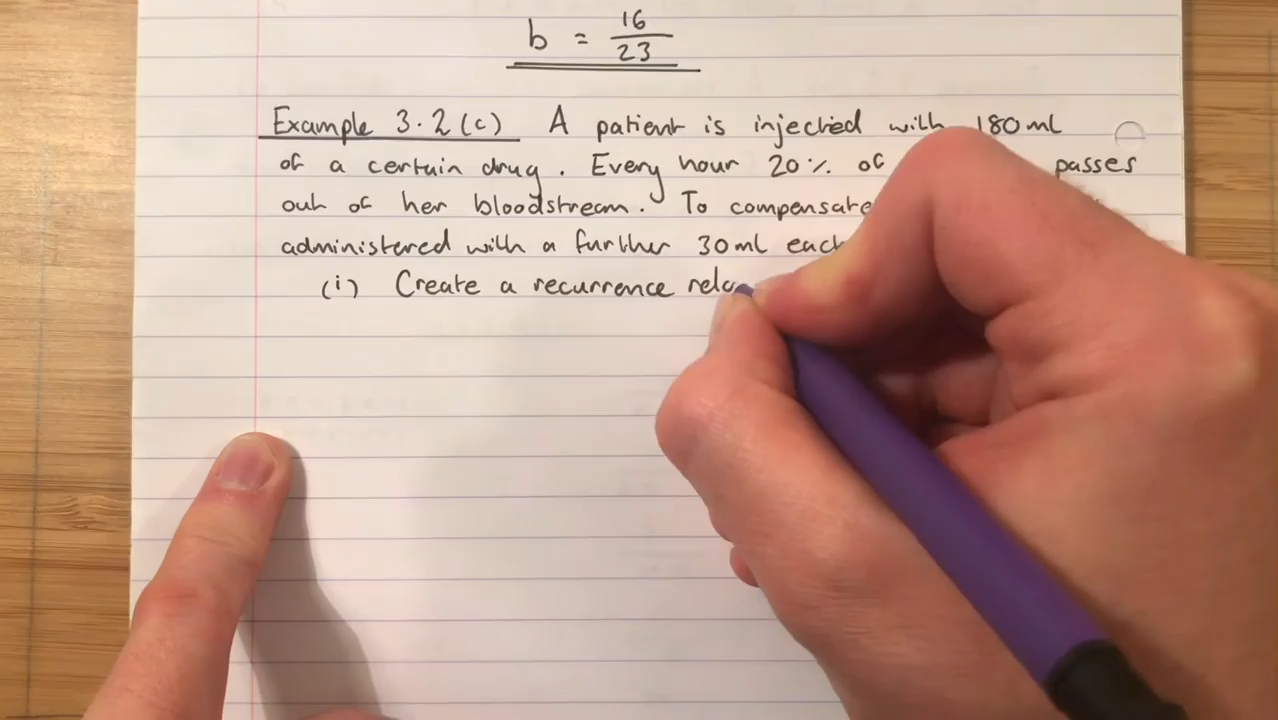 b = 16/23
Example 3.2(c) A patient is injected with 180ml
of a certain drug. Every hour 20% of passes
out of her bloodstream. To compensate
administered with a further 30ml each
(i) Create a recurrence rela